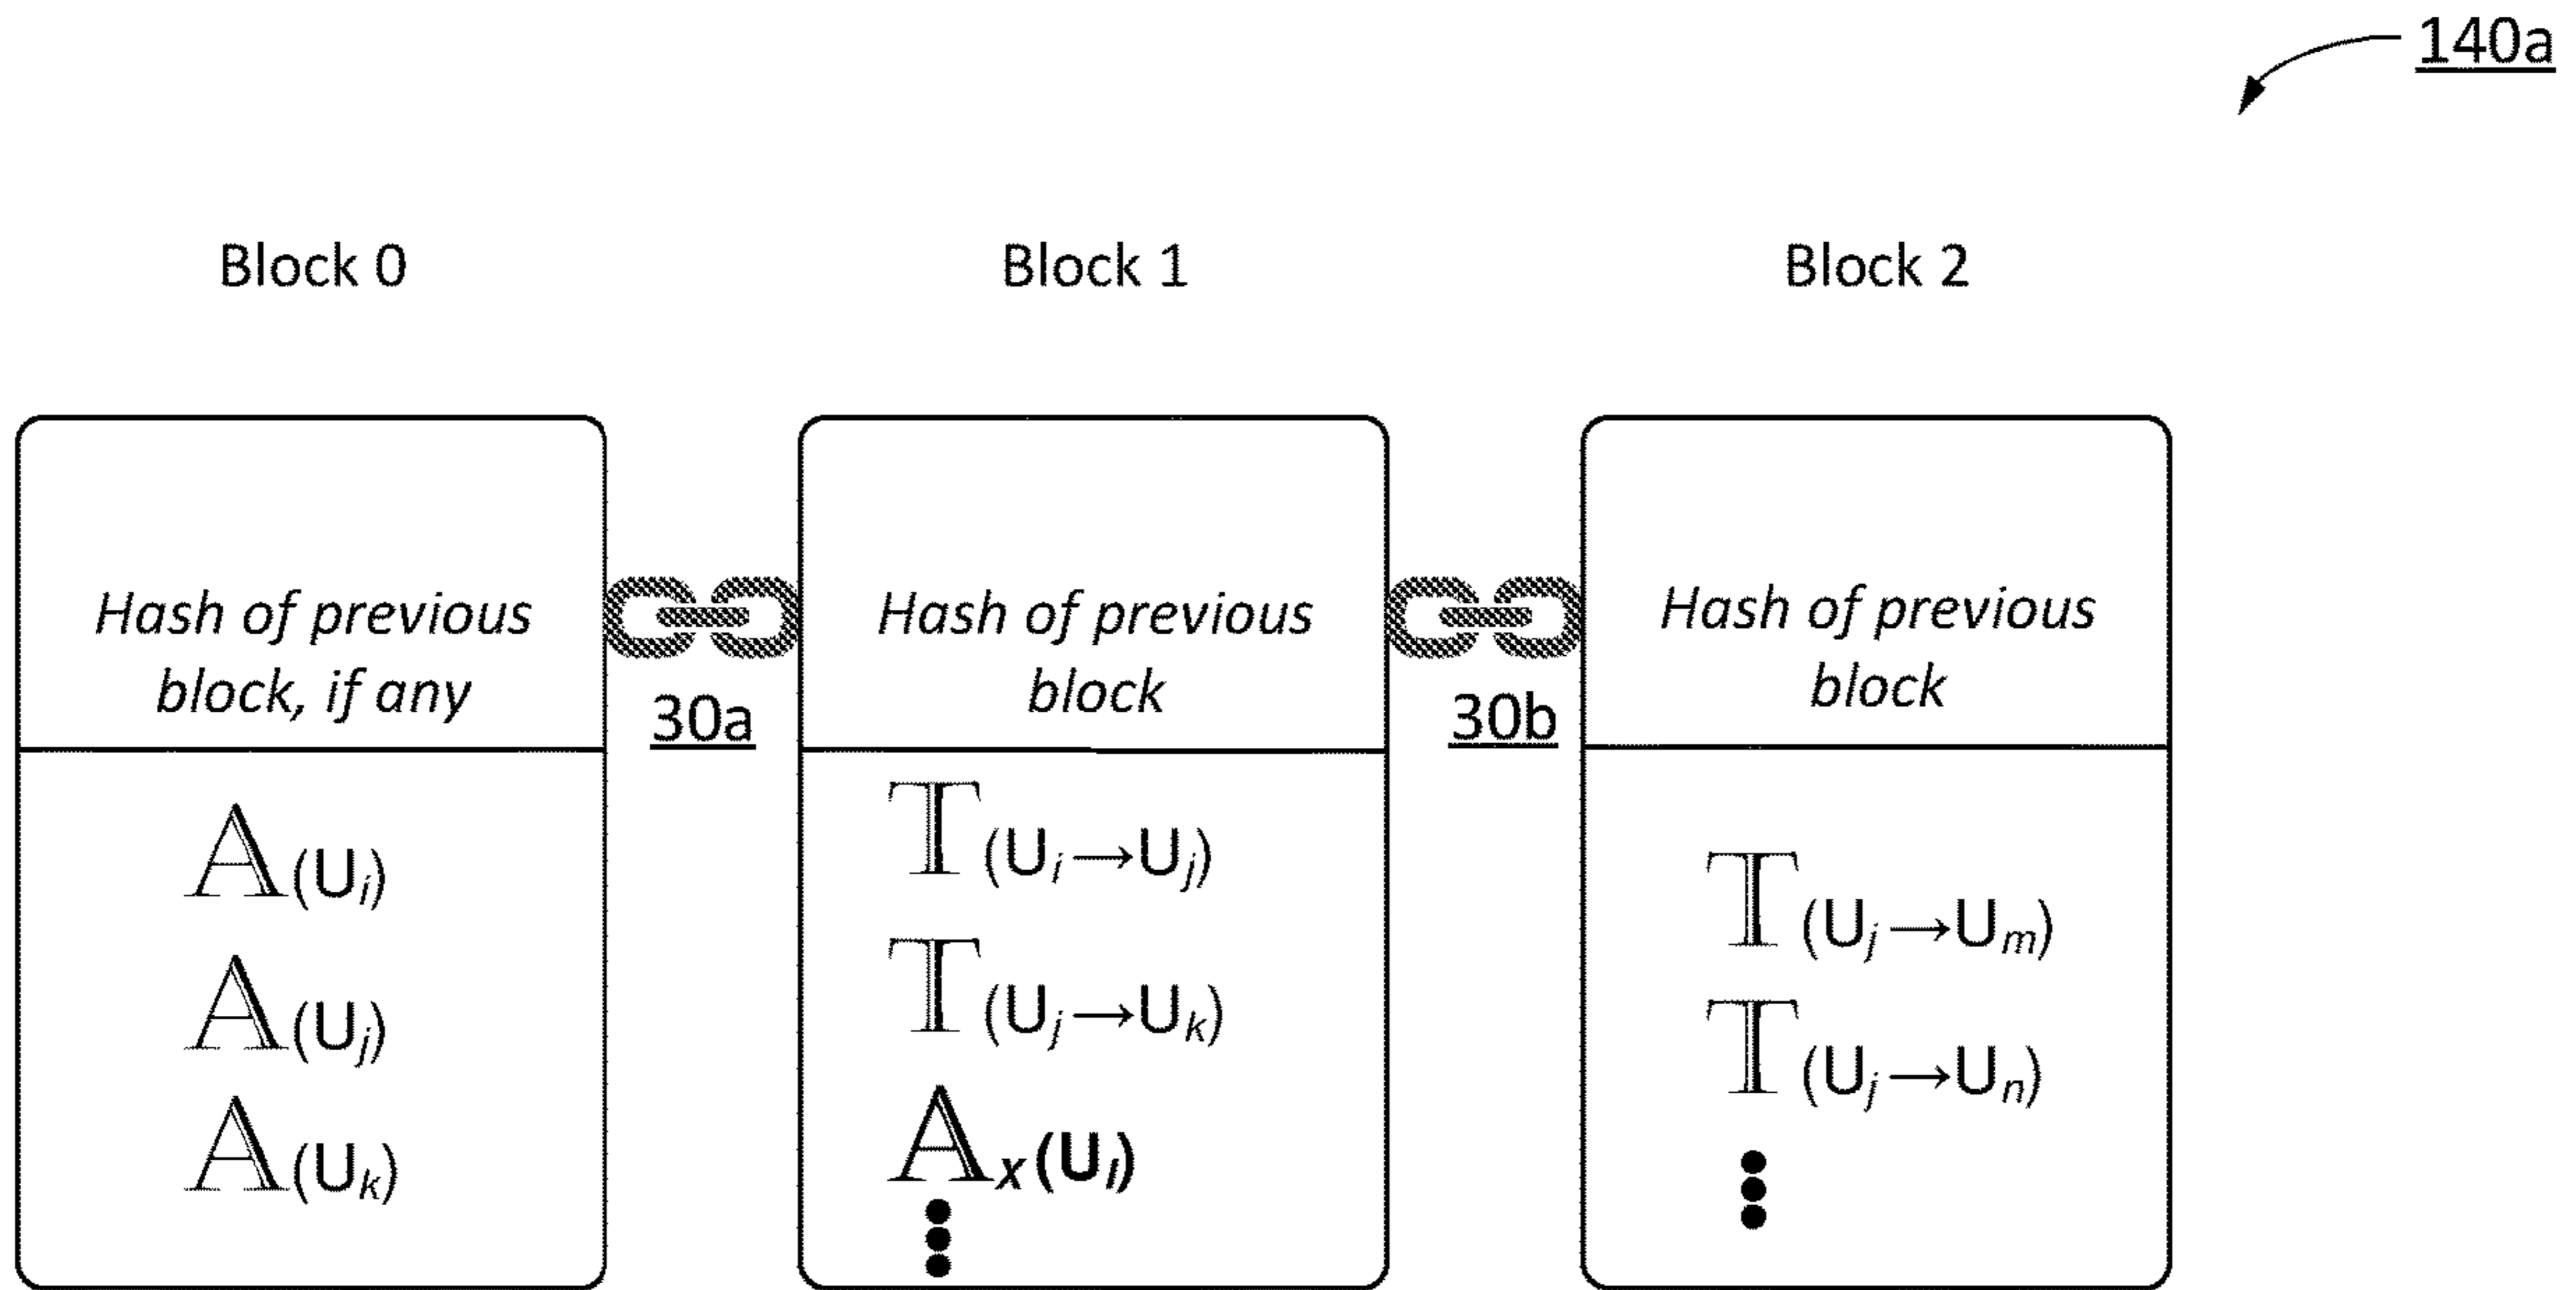 140a
Block 0
Block 1
Block 2
Hash of previous
block, if any
30a
Hash of previous
block
30b
Hash of previous
block
𝔸(Uᵢ)
𝔸(Uⱼ)
𝔸(Uₖ)
𝕋(Uᵢ→Uⱼ)
𝕋(Uⱼ→Uₖ)
𝔸ₓ(Uₗ)
𝕋(Uⱼ→Uₘ)
𝕋(Uⱼ→Uₙ)